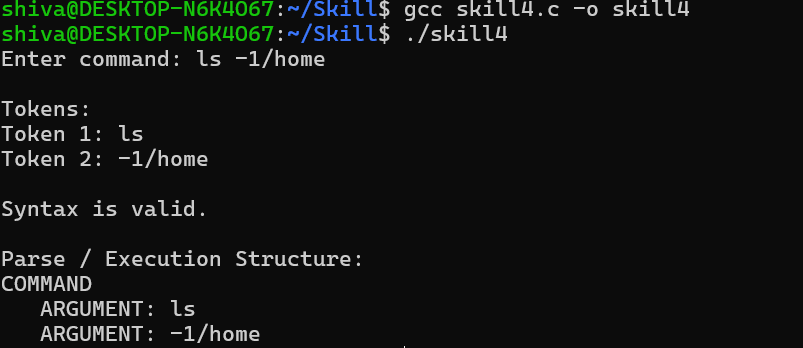 shiva@DESKTOP-N6K4O67:~/Skill$ gcc skill4.c -o skill4
shiva@DESKTOP-N6K4O67:~/Skill$ ./skill4
Enter command: ls -1/home

Tokens:
Token 1: ls
Token 2: -1/home

Syntax is valid.

Parse / Execution Structure:
COMMAND
   ARGUMENT: ls
   ARGUMENT: -1/home